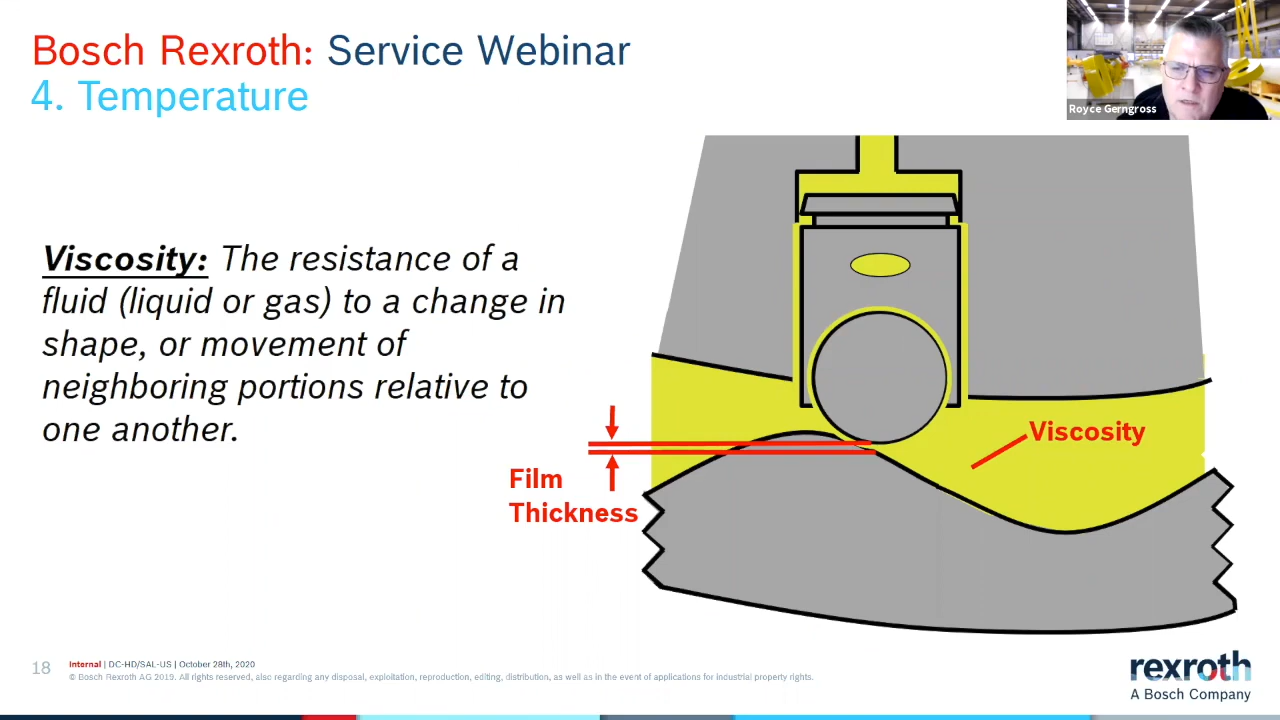 Bosch Rexroth: Service Webinar
4. Temperature
Royce Gerngross
Viscosity: The resistance of a
fluid (liquid or gas) to a change in
shape, or movement of
neighboring portions relative to
one another.
Viscosity
Film
Thickness
18
Internal | DC-HD/SAL-US | October 28th, 2020
© Bosch Rexroth AG 2019. All rights reserved, also regarding any disposal, exploitation, reproduction, editing, distribution, as well as in the event of applications for industrial property rights.
rexroth
A Bosch Company